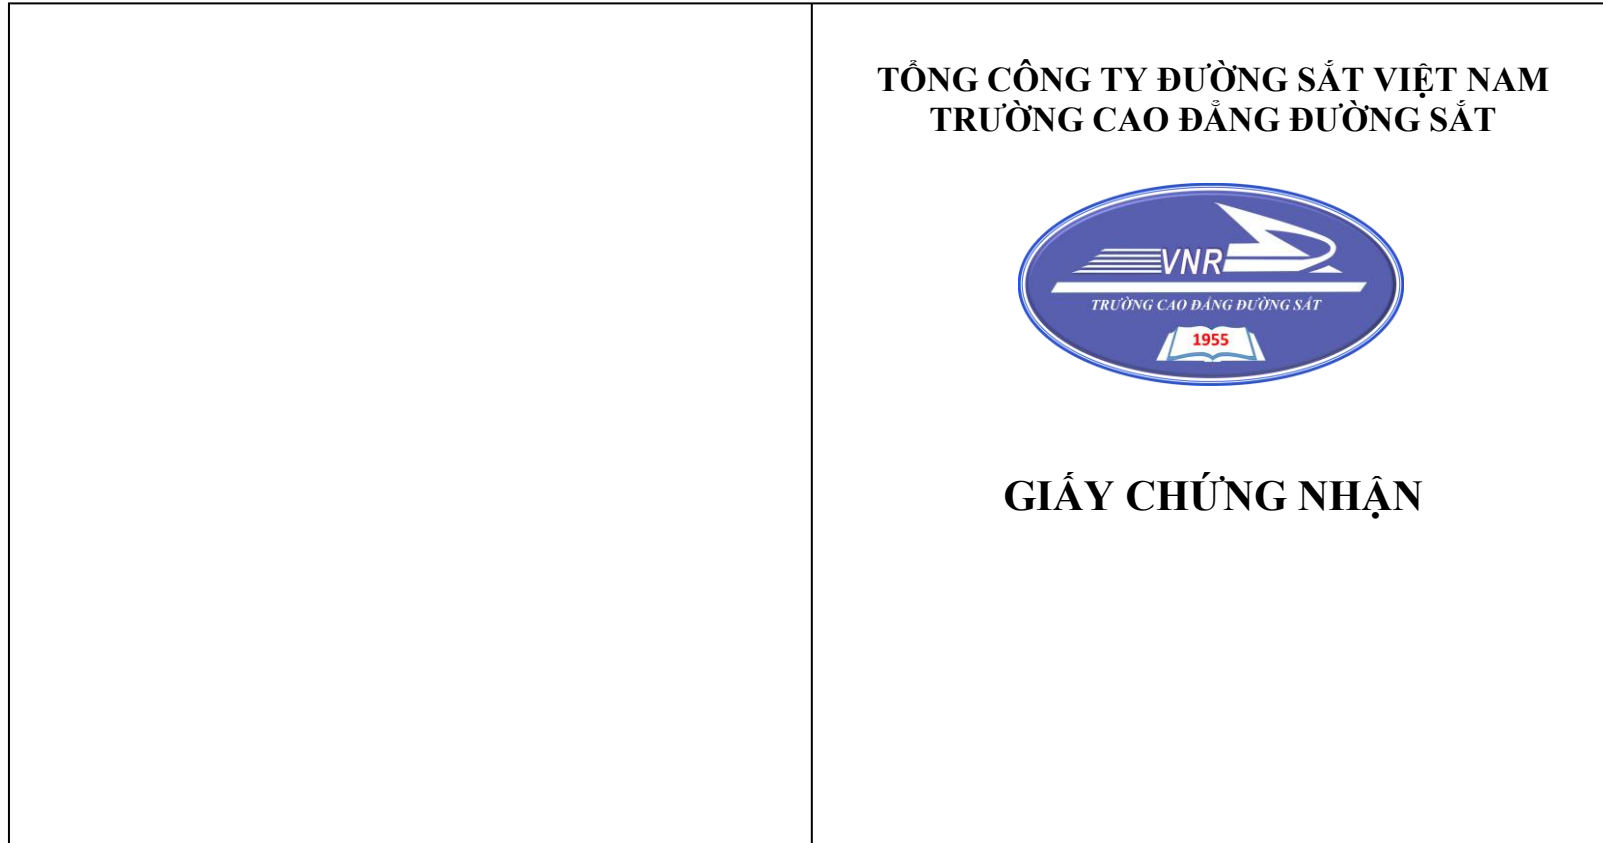 TỔNG CÔNG TY ĐƯỜNG SẮT VIỆT NAM
TRƯỜNG CAO ĐẲNG ĐƯỜNG SẮT
VNR
TRƯỜNG CAO ĐẲNG ĐƯỜNG SẮT
1955
GIẤY CHỨNG NHẬN